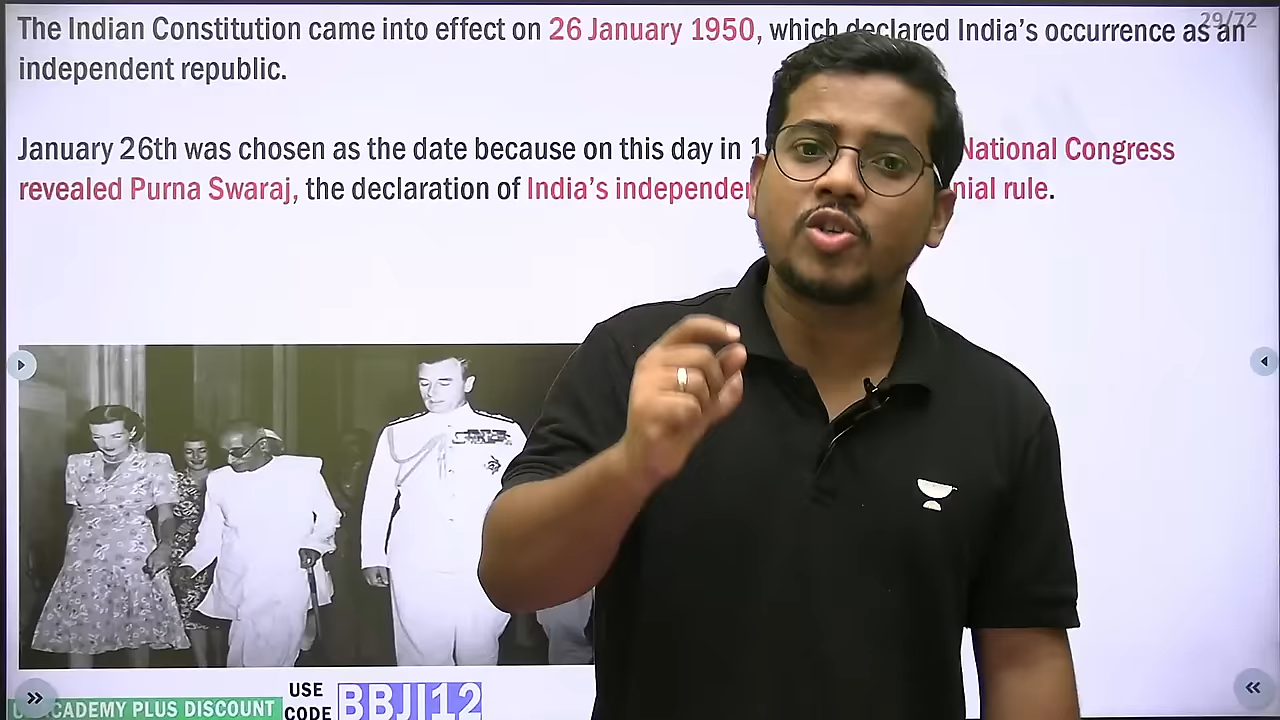 29/72
The Indian Constitution came into effect on 26 January 1950, which declared India's occurrence as an
independent republic.
January 26th was chosen as the date because on this day in National Congress
revealed Purna Swaraj, the declaration of India's rule.
ACADEMY PLUS DISCOUNT
USE
CODE
BBJI12